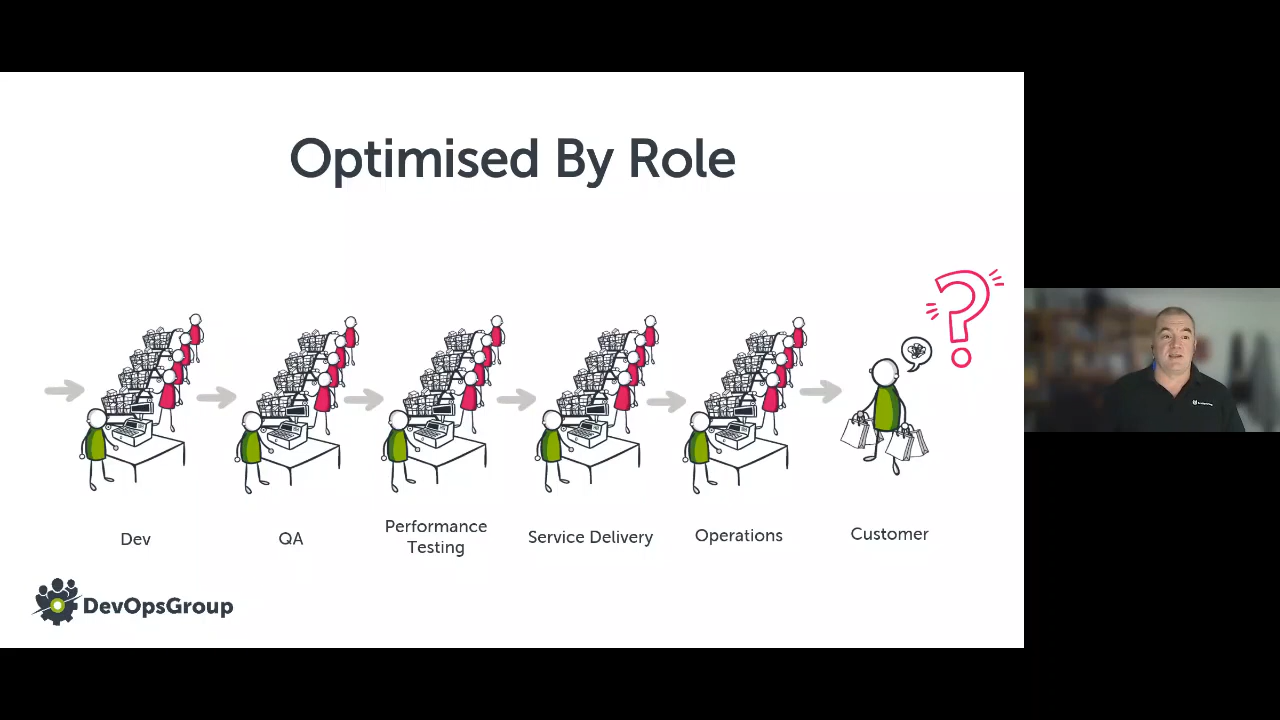 Optimised By Role
?
Dev
QA
Performance
Testing
Service Delivery
Operations
Customer
DevOpsGroup